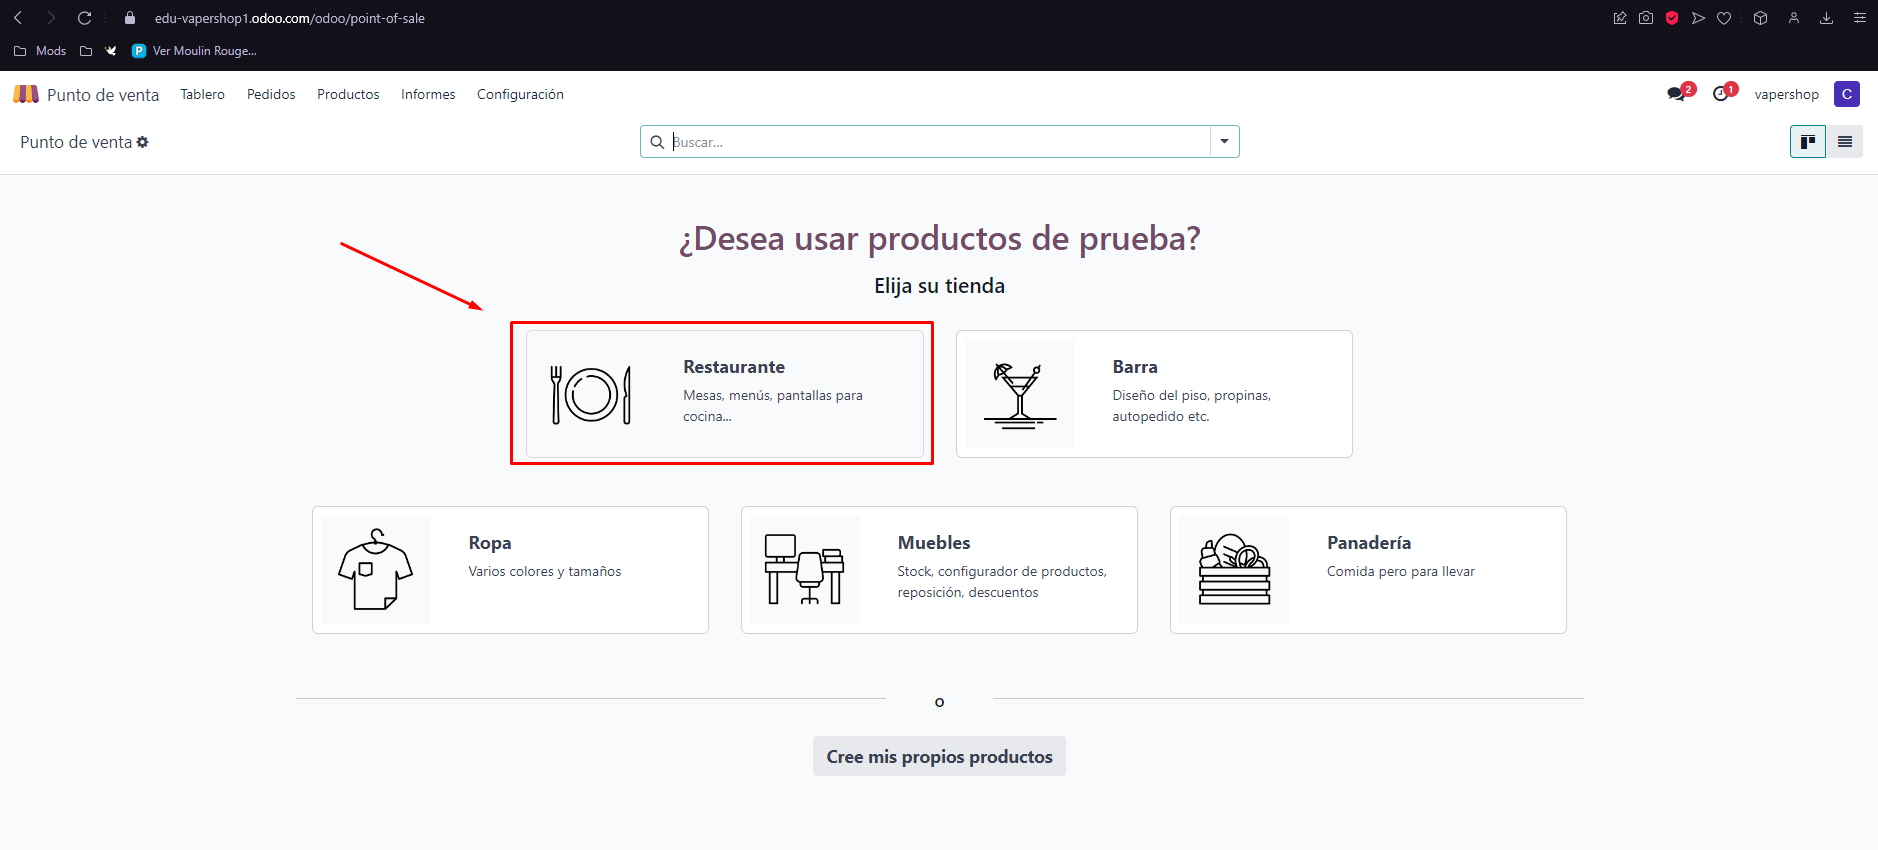 edu-vapershop1.odoo.com/odoo/point-of-sale
Mods
P Ver Moulin Rouge...
Punto de venta Tablero Pedidos Productos Informes Configuración 2 1 vapershop C
Punto de venta
Buscar...
¿Desea usar productos de prueba?
Elija su tienda
Restaurante
Mesas, menús, pantallas para
cocina...
Barra
Diseño del piso, propinas,
autopedido etc.
Ropa
Varios colores y tamaños
Muebles
Stock, configurador de productos,
reposición, descuentos
Panadería
Comida pero para llevar
o
Cree mis propios productos